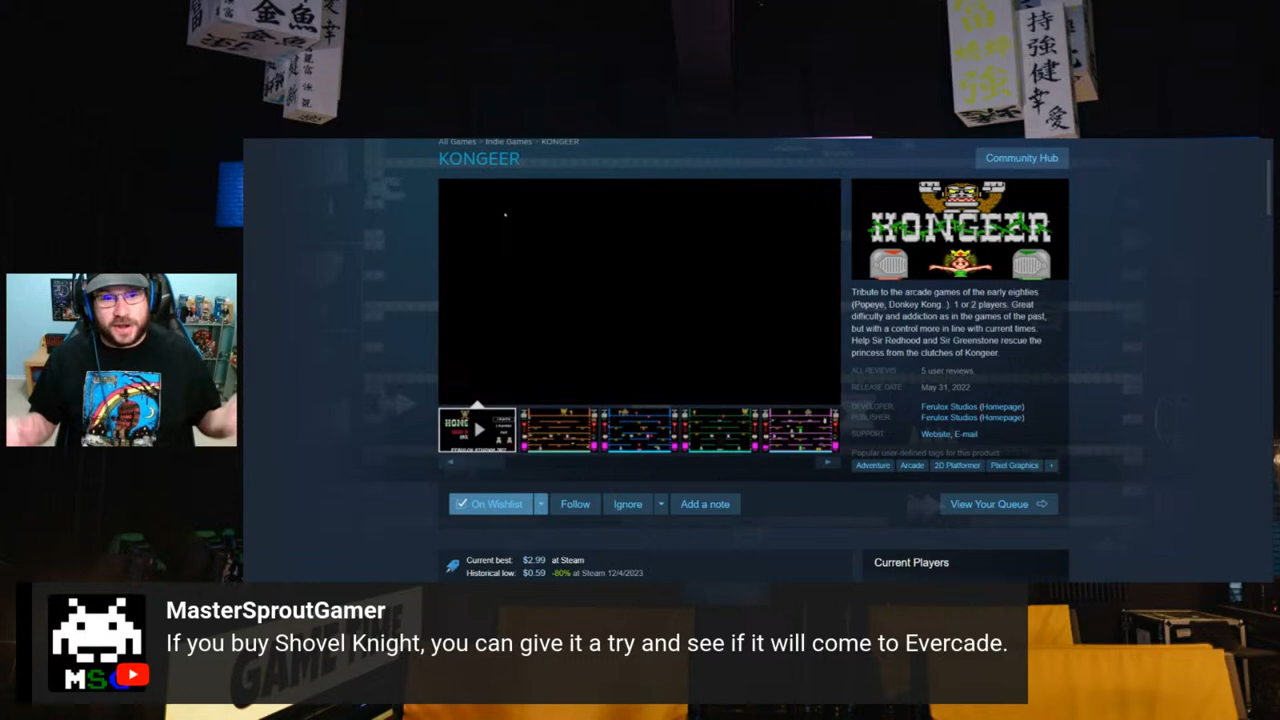 金 魚
持
強
健
幸
愛
All Games > Indie Games > KONGEER
KONGEER
Community Hub
KONGEER
Tribute to the arcade games of the early eighties
(Popeye, Donkey Kong..). 1 or 2 players. Great
difficulty and addiction as in the games of the past,
but with a control more in line with current times.
Help Sir Redhood and Sir Greenstone rescue the
princess from the clutches of Kongeer.
ALL REVIEWS: 5 user reviews
RELEASE DATE: May 31, 2022
DEVELOPER: Ferulox Studios (Homepage)
PUBLISHER: Ferulox Studios (Homepage)
SUPPORT: Website, E-mail
Popular user-defined tags for this product:
Adventure Arcade 2D Platformer Pixel Graphics +
On Wishlist Follow Ignore Add a note View Your Queue
Current best: $2.99 at Steam
Historical low: $0.59 -80% at Steam 12/4/2023
Current Players
MasterSproutGamer
If you buy Shovel Knight, you can give it a try and see if it will come to Evercade.